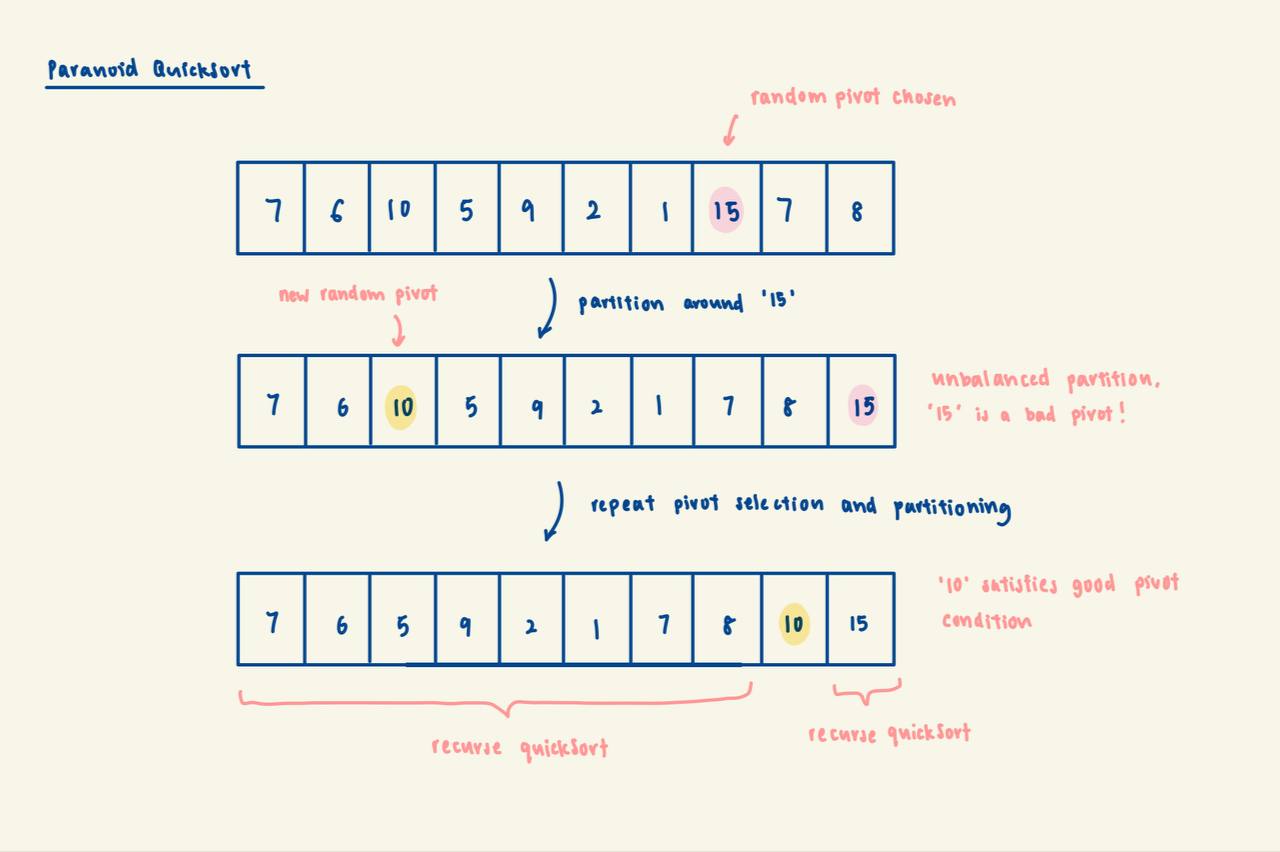 Paranoid Quicksort
random pivot chosen
7 6 10 5 9 2 1 15 7 8
new random pivot
partition around '15'
7 6 10 5 9 2 1 7 8 15
unbalanced partition,
'15' is a bad pivot!
repeat pivot selection and partitioning
7 6 5 9 2 1 7 8 10 15
'10' satisfies good pivot
condition
recurse quicksort
recurse quicksort